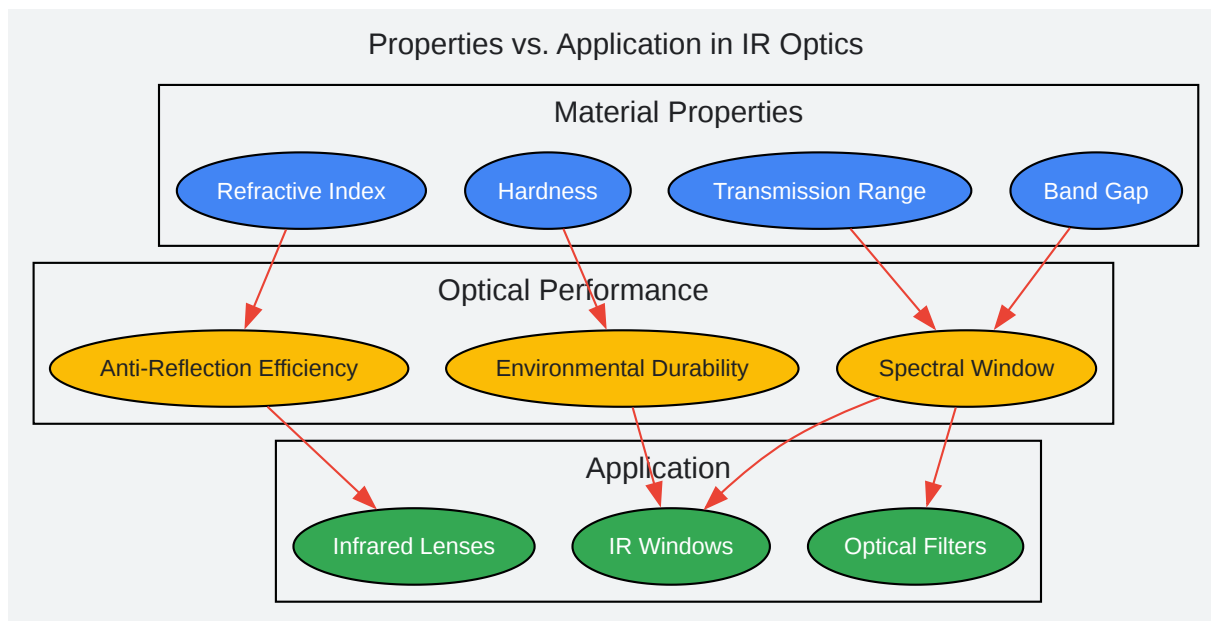 Properties vs. Application in IR Optics
Material Properties
Refractive Index
Hardness
Transmission Range
Band Gap
Optical Performance
Anti-Reflection Efficiency
Environmental Durability
Spectral Window
Application
Infrared Lenses
IR Windows
Optical Filters